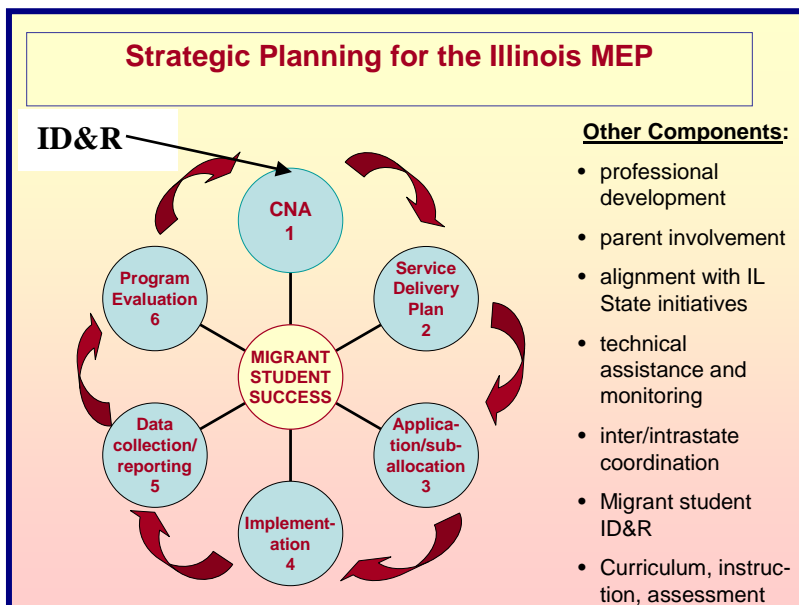 Strategic Planning for the Illinois MEP
ID&R
CNA
1
Service
Delivery
Plan
2
Applica-
tion/sub-
allocation
3
Implement-
ation
4
Data
collection/
reporting
5
Program
Evaluation
6
MIGRANT
STUDENT
SUCCESS
Other Components:
• professional
development
• parent involvement
• alignment with IL
State initiatives
• technical
assistance and
monitoring
• inter/intrastate
coordination
• Migrant student
ID&R
• Curriculum, instruc-
tion, assessment